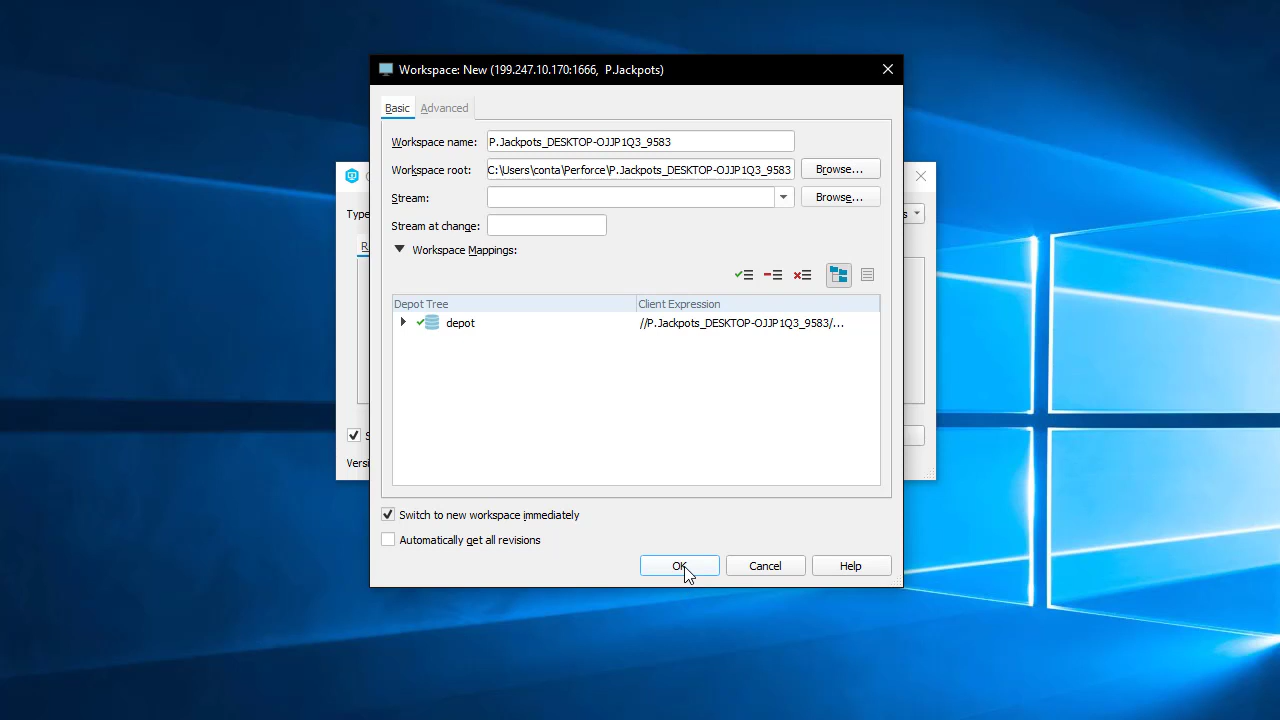 Workspace: New (199.247.10.170:1666, P.Jackpots)
Basic Advanced
Workspace name: P.Jackpots_DESKTOP-OJJP1Q3_9583
Workspace root: C:\Users\conta\Perforce\P.Jackpots_DESKTOP-OJJP1Q3_9583 Browse...
Stream: Browse...
Type
Stream at change:
Workspace Mappings:
Depot Tree Client Expression
depot //P.Jackpots_DESKTOP-OJJP1Q3_9583/...
Switch to new workspace immediately
Automatically get all revisions
OK Cancel Help